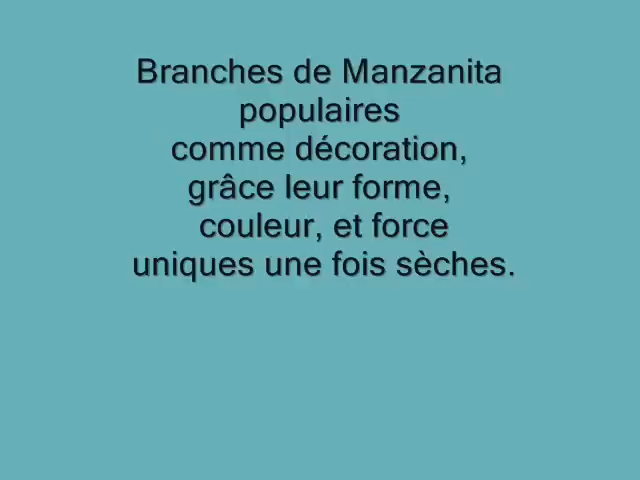 Branches de Manzanita
populaires
comme décoration,
grâce leur forme,
couleur, et force
uniques une fois sèches.